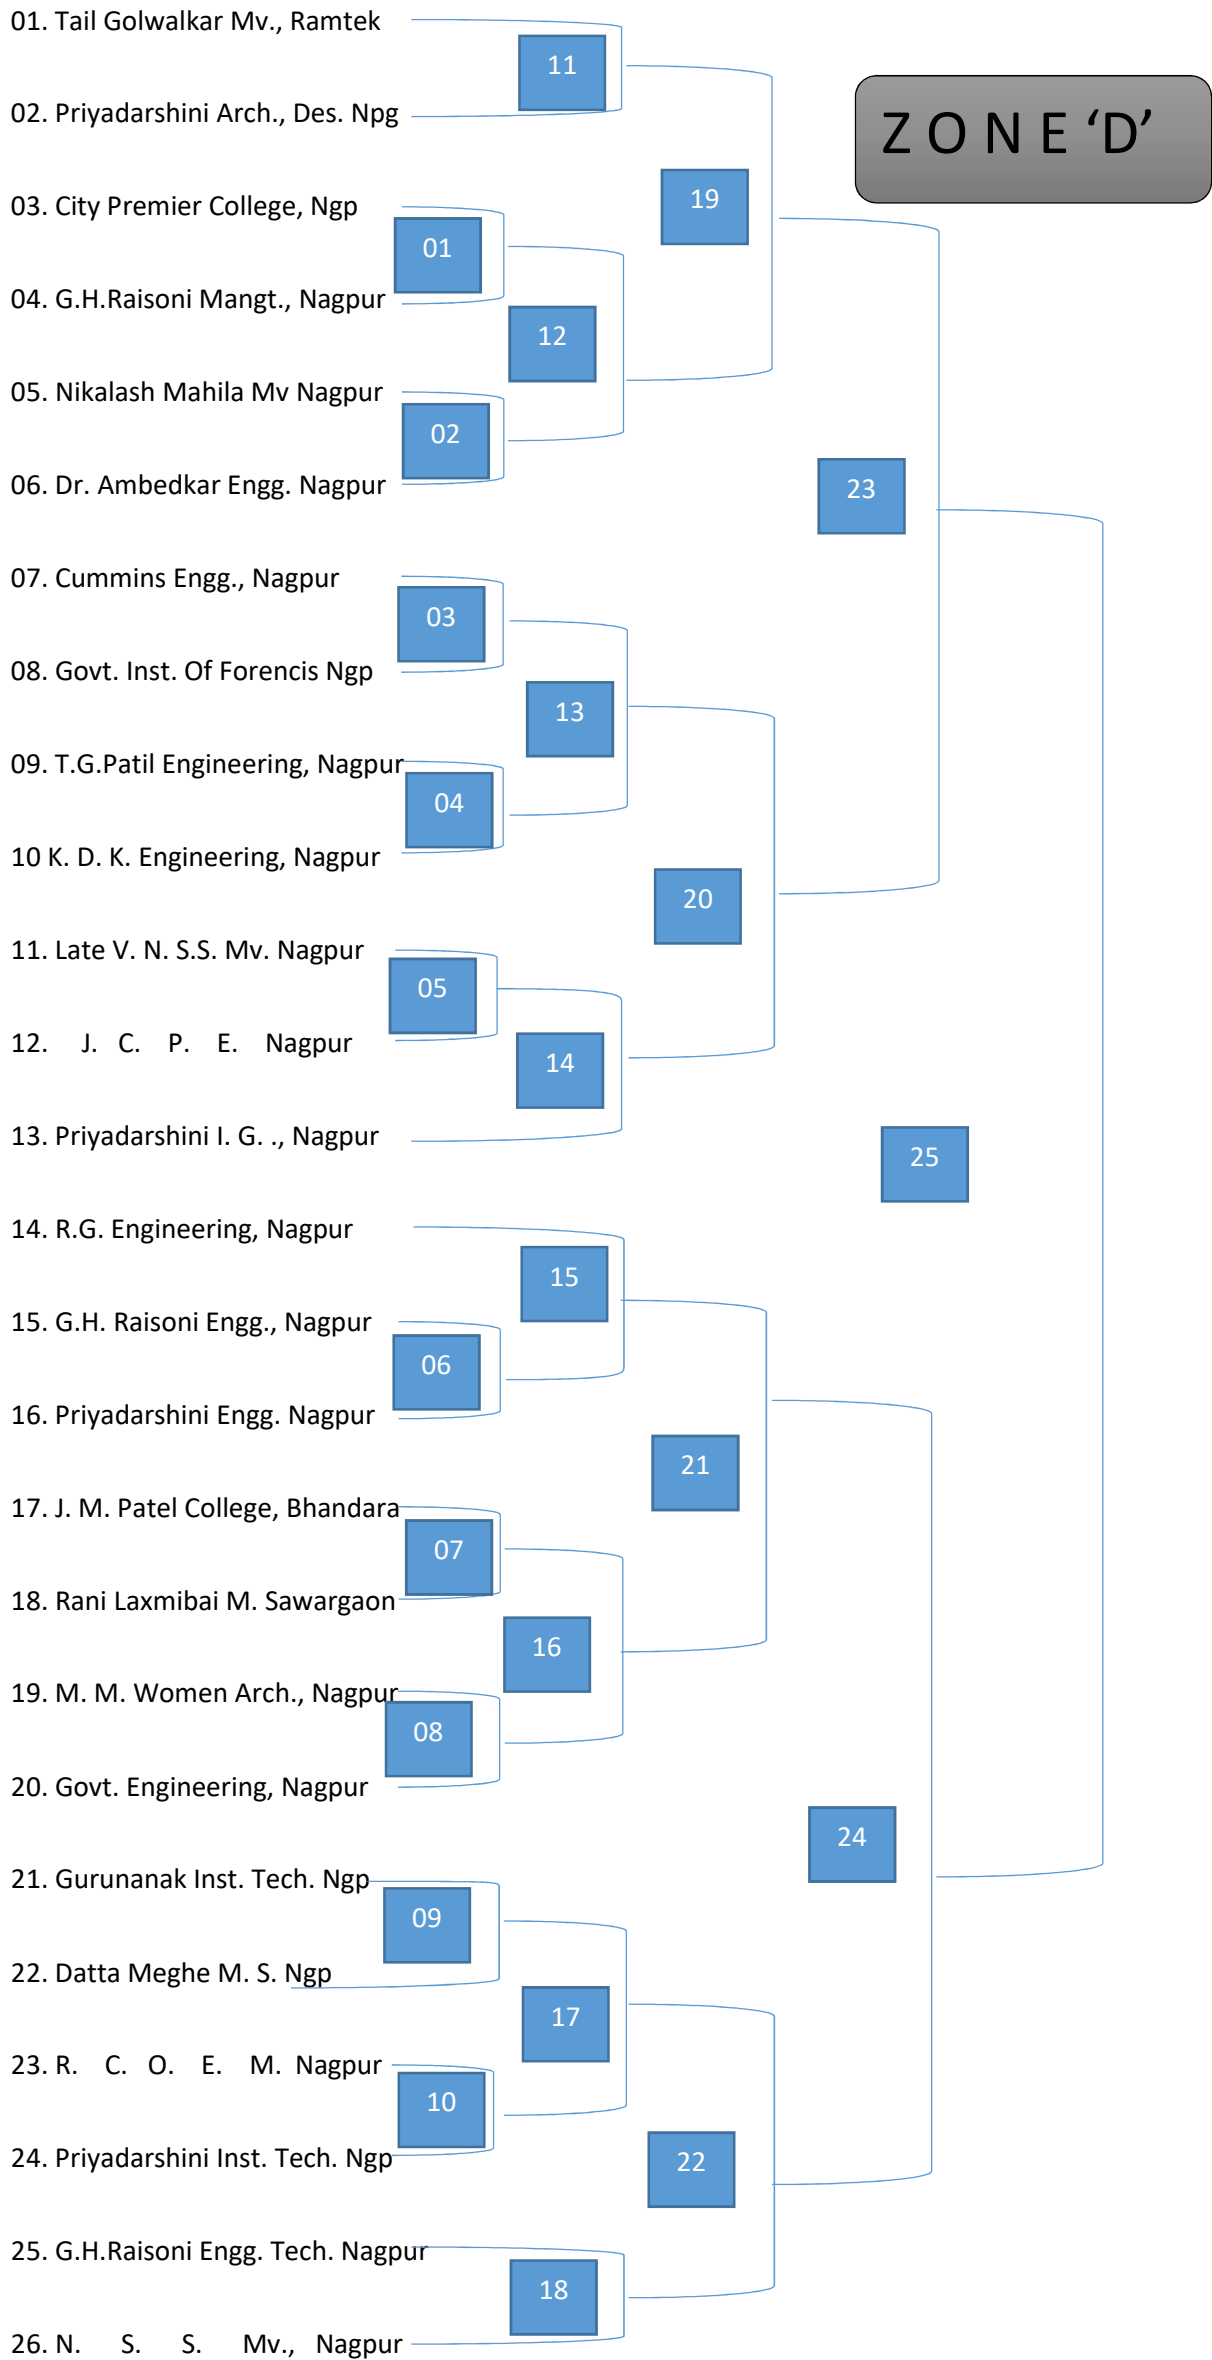 01. Tail Golwalkar Mv., Ramtek
11
02. Priyadarshini Arch., Des. Npg
Z O N E ‘D’
03. City Premier College, Ngp
19
01
04. G.H.Raisoni Mangt., Nagpur
12
05. Nikalash Mahila Mv Nagpur
02
06. Dr. Ambedkar Engg. Nagpur
23
07. Cummins Engg., Nagpur
03
08. Govt. Inst. Of Forencis Ngp
13
09. T.G.Patil Engineering, Nagpur
04
10 K. D. K. Engineering, Nagpur
20
11. Late V. N. S.S. Mv. Nagpur
05
12. J. C. P. E. Nagpur
14
13. Priyadarshini I. G. ., Nagpur
25
14. R.G. Engineering, Nagpur
15
15. G.H. Raisoni Engg., Nagpur
06
16. Priyadarshini Engg. Nagpur
21
17. J. M. Patel College, Bhandara
07
18. Rani Laxmibai M. Sawargaon
16
19. M. M. Women Arch., Nagpur
08
20. Govt. Engineering, Nagpur
24
21. Gurunanak Inst. Tech. Ngp
09
22. Datta Meghe M. S. Ngp
17
23. R. C. O. E. M. Nagpur
10
24. Priyadarshini Inst. Tech. Ngp
22
25. G.H.Raisoni Engg. Tech. Nagpur
18
26. N. S. S. Mv., Nagpur